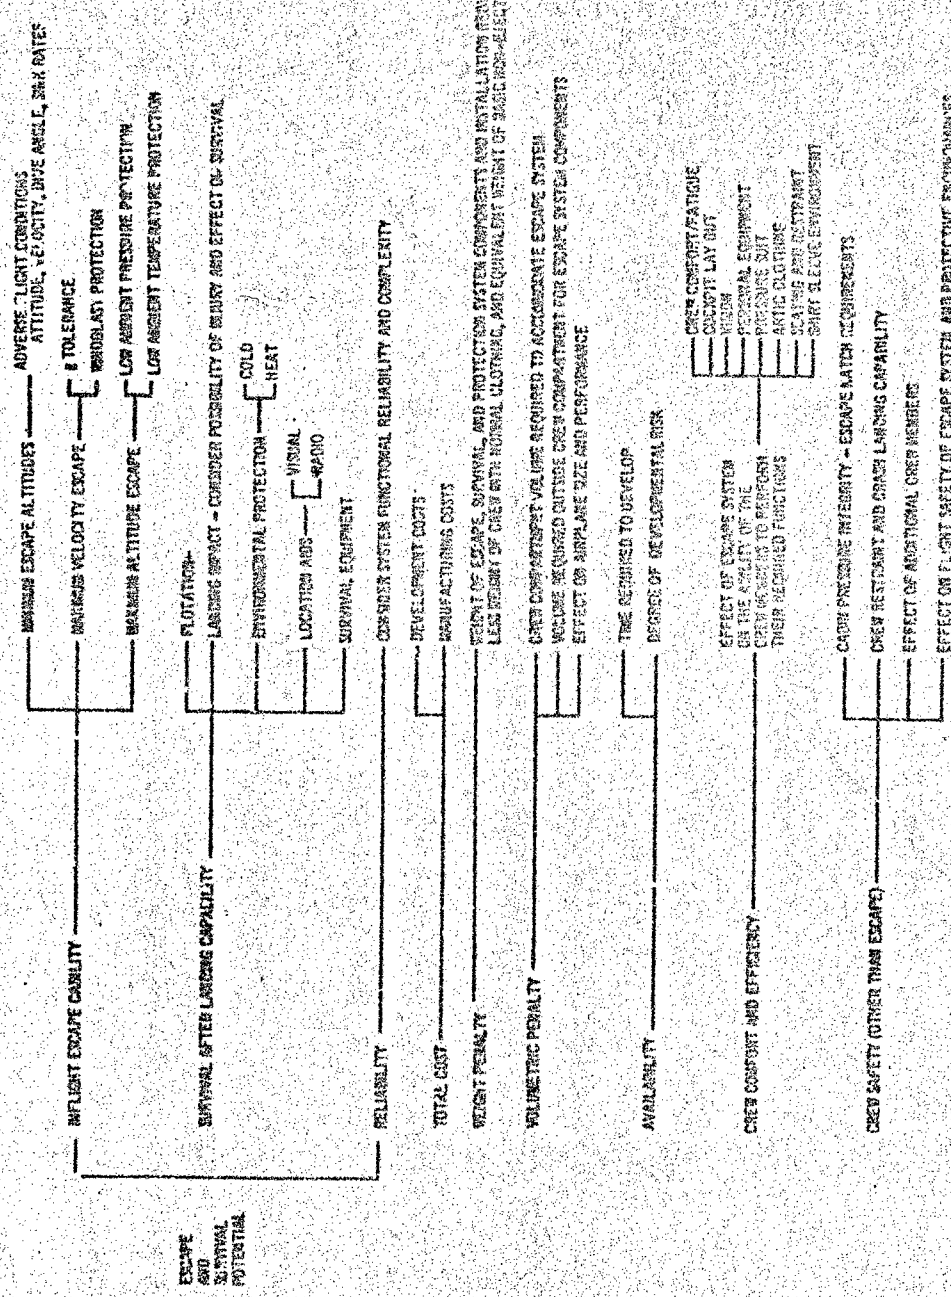 ESCAPE
AND
SURVIVAL
POTENTIAL
INFLIGHT ESCAPE CABILITY
MINIMUM ESCAPE ALTITUDES
ADVERSE FLIGHT CONDITIONS
ATTITUDE, VELOCITY, DIVE ANGLE, SINK RATES
MAXIMUM VELOCITY ESCAPE
TOLERANCE
WINDBLAST PROTECTION
MAXIMUM ATTITUDE ESCAPE
LOW AMBIENT PRESSURE PROTECTION
LOW AMBIENT TEMPERATURE PROTECTION
SURVIVAL AFTER LANDING CAPACILITY
FLOTATION
LANDING IMPACT - CONSIDER POSSIBILITY OF INJURY AND EFFECT OF SURVIVAL
ENVIRONMENTAL PROTECTION
COLD
HEAT
LOCATION AIDS
VISUAL
RADIO
SURVIVAL EQUIPMENT
RELIABILITY
CONSIDER SYSTEM FUNCTIONAL RELIABILITY AND COMPLEXITY
TOTAL COST
DEVELOPMENT COSTS
MANUFACTURING COSTS
WEIGHT PENALTY
WEIGHT OF ESCAPE, SURVIVAL, AND PROTECTION SYSTEM COMPONENTS AND INSTALLATION
LESS WEIGHT OF CREW WITH NORMAL CLOTHING, AND EQUIVALENT WEIGHT OF BASIC
VOLUMETRIC PENALTY
CREW COMPARTMENT VOLUME REQUIRED TO ACCOMMODATE ESCAPE SYSTEM
VOLUME REQUIRED OUTSIDE CREW COMPARTMENT FOR ESCAPE SYSTEM COMPONENTS
EFFECT ON AIRPLANE SIZE AND PERFORMANCE
AVAILABILITY
TIME REQUIRED TO DEVELOP
DEGREE OF DEVELOPMENTAL RISK
CREW COMFORT AND EFFICIENCY
EFFECT OF ESCAPE SYSTEM
ON THE ABILITY OF THE
CREW MEMBERS TO PERFORM
THEIR REQUIRED FUNCTIONS
CREW COMFORT/FATIGUE
COCKPIT LAY OUT
VISION
PERSONAL EQUIPMENT
PRESSURE SUIT
ARTIC CLOTHING
SEATING AND RESTRAINT
SHIRT SLEEVE ENVIRONMENT
CREW SAFETY (OTHER THAN ESCAPE)
CABIN PRESSURE INTEGRITY - ESCAPE HATCH REQUIREMENTS
CREW RESTRAINT AND CRASH LANDING CAPABILITY
EFFECT OF ADDITIONAL CREW MEMBERS
EFFECT ON FLIGHT SAFETY OF ESCAPE SYSTEM AND PROTECTIVE